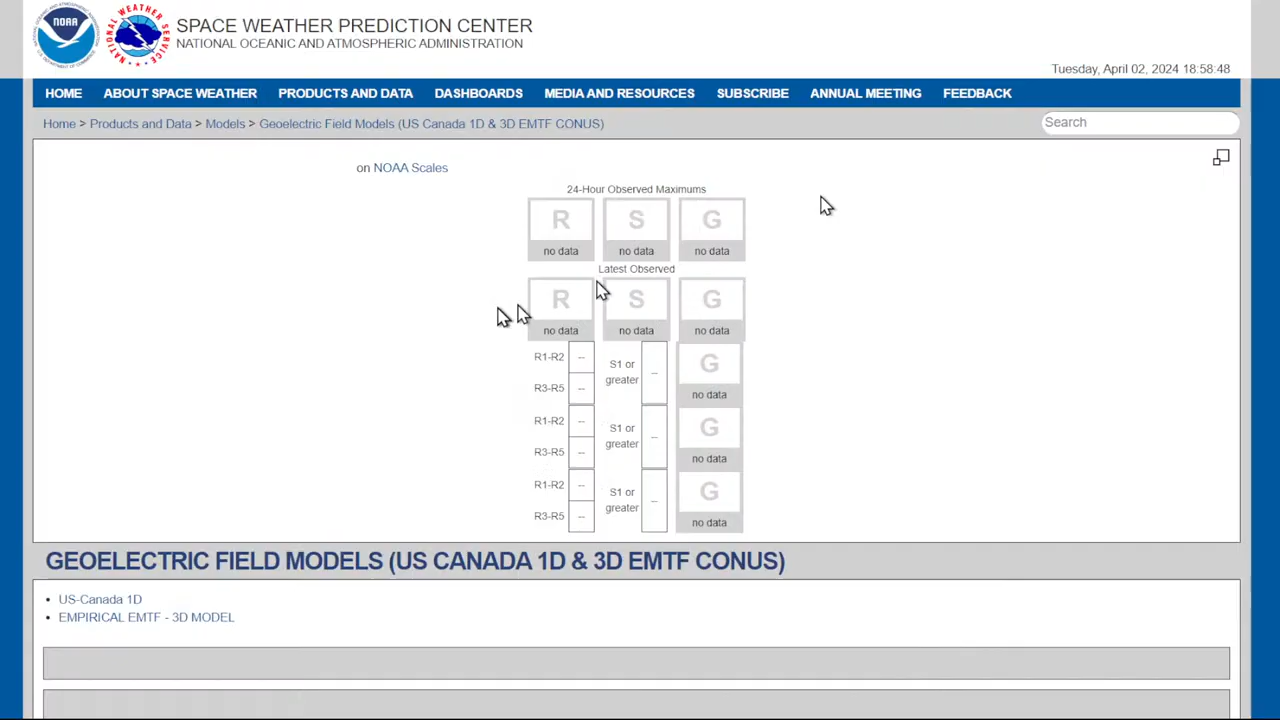 NOAA
NATIONAL WEATHER SERVICE
SPACE WEATHER PREDICTION CENTER
NATIONAL OCEANIC AND ATMOSPHERIC ADMINISTRATION
Tuesday, April 02, 2024 18:58:48
HOME ABOUT SPACE WEATHER PRODUCTS AND DATA DASHBOARDS MEDIA AND RESOURCES SUBSCRIBE ANNUAL MEETING FEEDBACK
Home > Products and Data > Models > Geoelectric Field Models (US Canada 1D & 3D EMTF CONUS)
Search
on NOAA Scales
24-Hour Observed Maximums
R S G
no data no data no data
Latest Observed
R S G
no data no data no data
R1-R2 -- S1 or greater -- G
R3-R5 -- no data
R1-R2 -- S1 or greater -- G
R3-R5 -- no data
R1-R2 -- S1 or greater -- G
R3-R5 -- no data
GEOELECTRIC FIELD MODELS (US CANADA 1D & 3D EMTF CONUS)
• US-Canada 1D
• EMPIRICAL EMTF - 3D MODEL